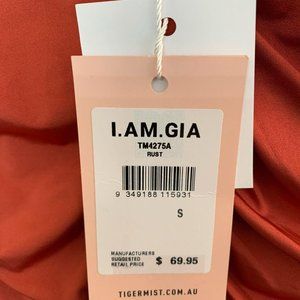 I.AM.GIA
TM4275A
RUST
9 349188 115931
S
MANUFACTURERS
SUGGESTED
RETAIL PRICE
$ 69.95
TIGERMIST.COM.AU